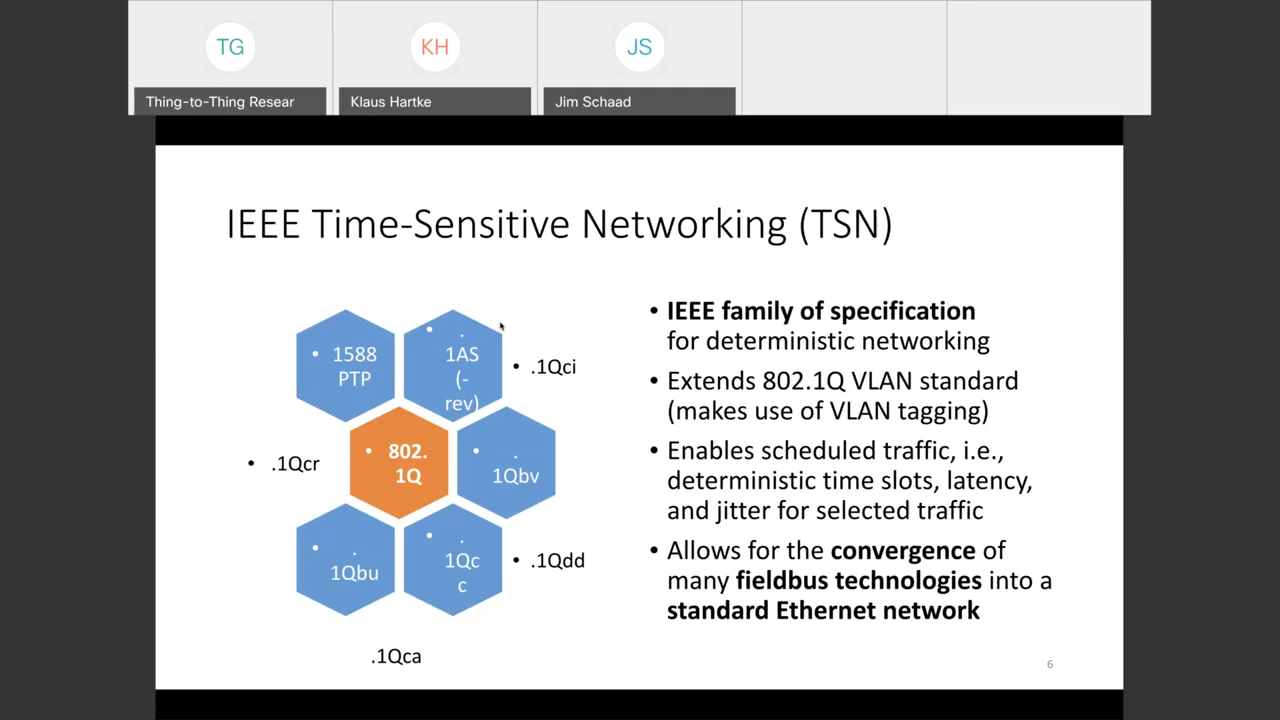 TG
KH
JS
Thing-to-Thing Resear
Klaus Hartke
Jim Schaad
IEEE Time-Sensitive Networking (TSN)
• 1588
PTP
• .
1AS
(-
rev)
• .1Qci
• .1Qcr
• 802.
1Q
• .
1Qbv
• .
1Qbu
• .
1Qc
c
• .1Qdd
.1Qca
• IEEE family of specification
for deterministic networking
• Extends 802.1Q VLAN standard
(makes use of VLAN tagging)
• Enables scheduled traffic, i.e.,
deterministic time slots, latency,
and jitter for selected traffic
• Allows for the convergence of
many fieldbus technologies into a
standard Ethernet network
6